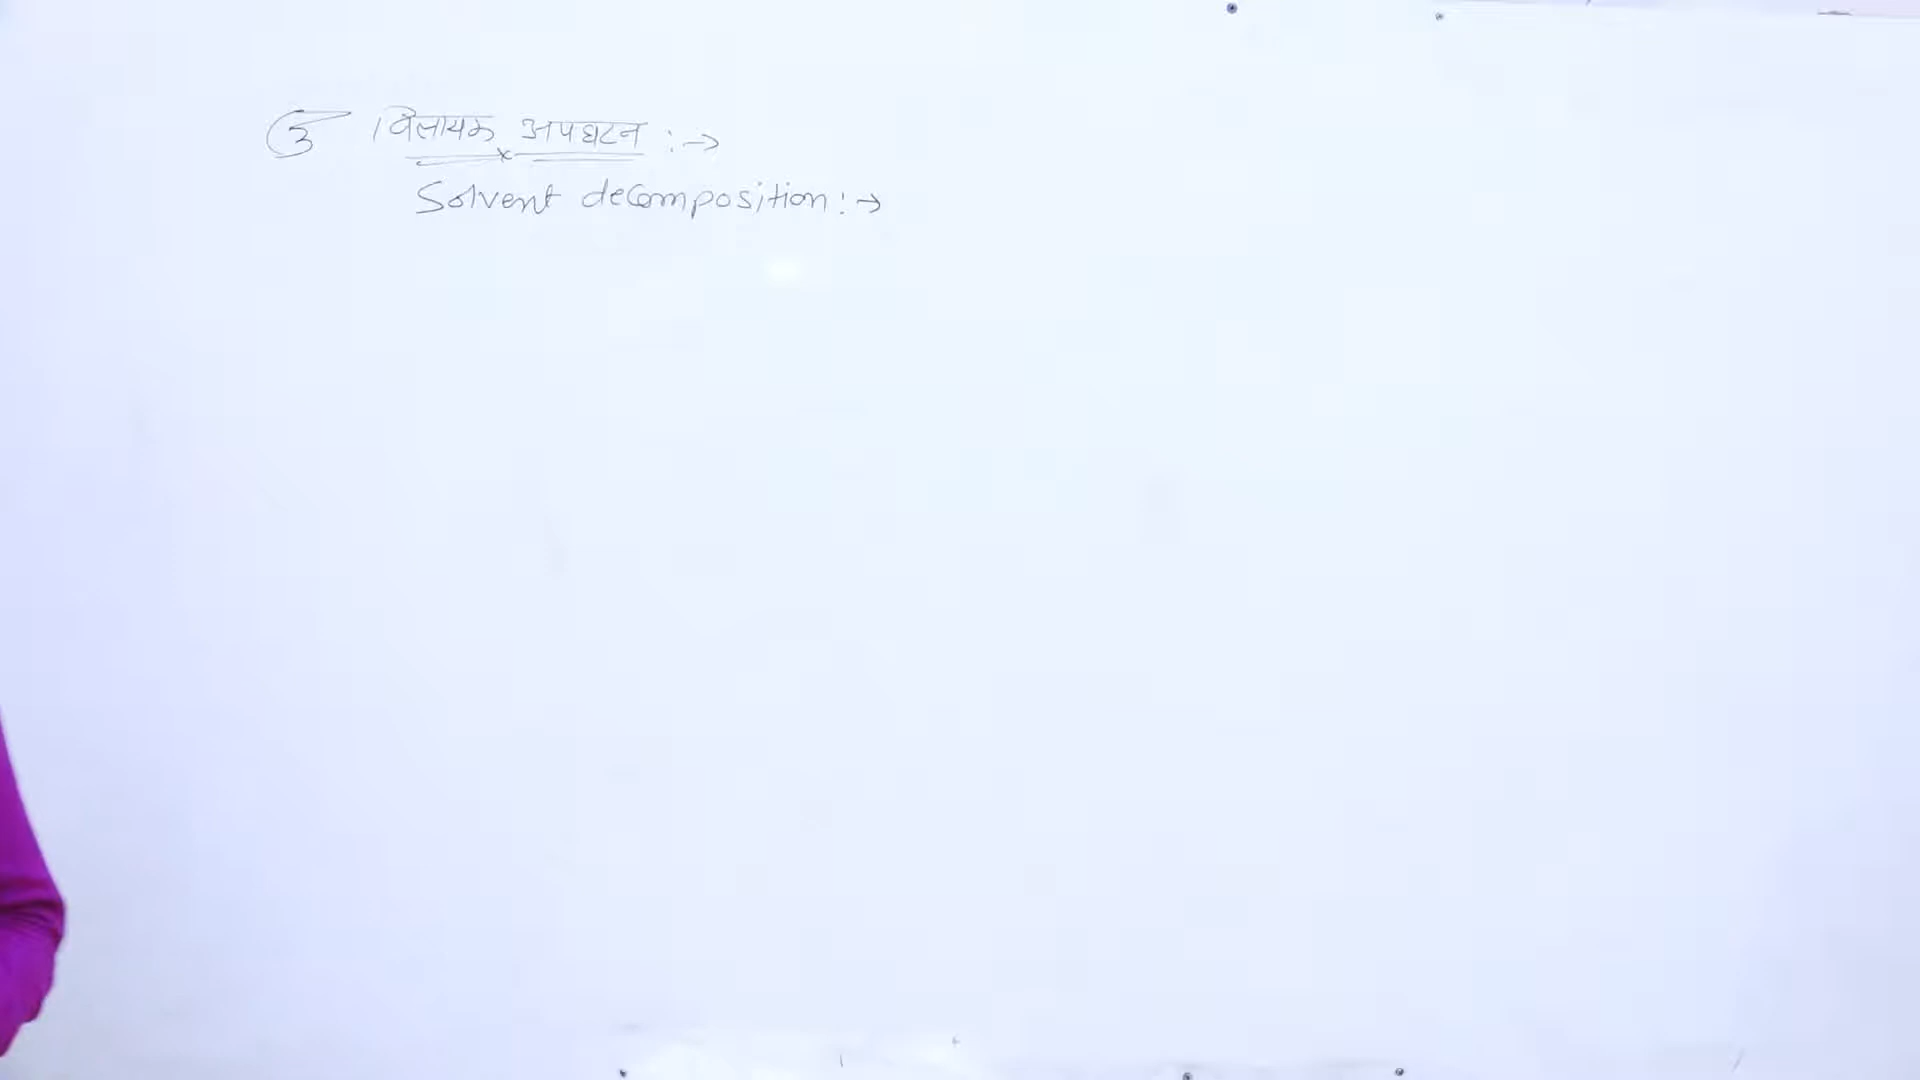 ③ विलायक अपघटन :→
Solvent decomposition :→